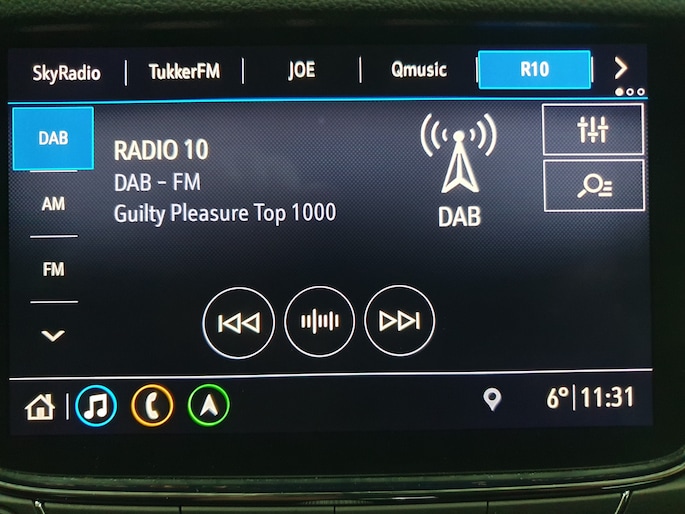 SkyRadio
TukkerFM
JOE
Qmusic
R10
DAB
AM
FM
RADIO 10
DAB - FM
Guilty Pleasure Top 1000
DAB
6°
11:31